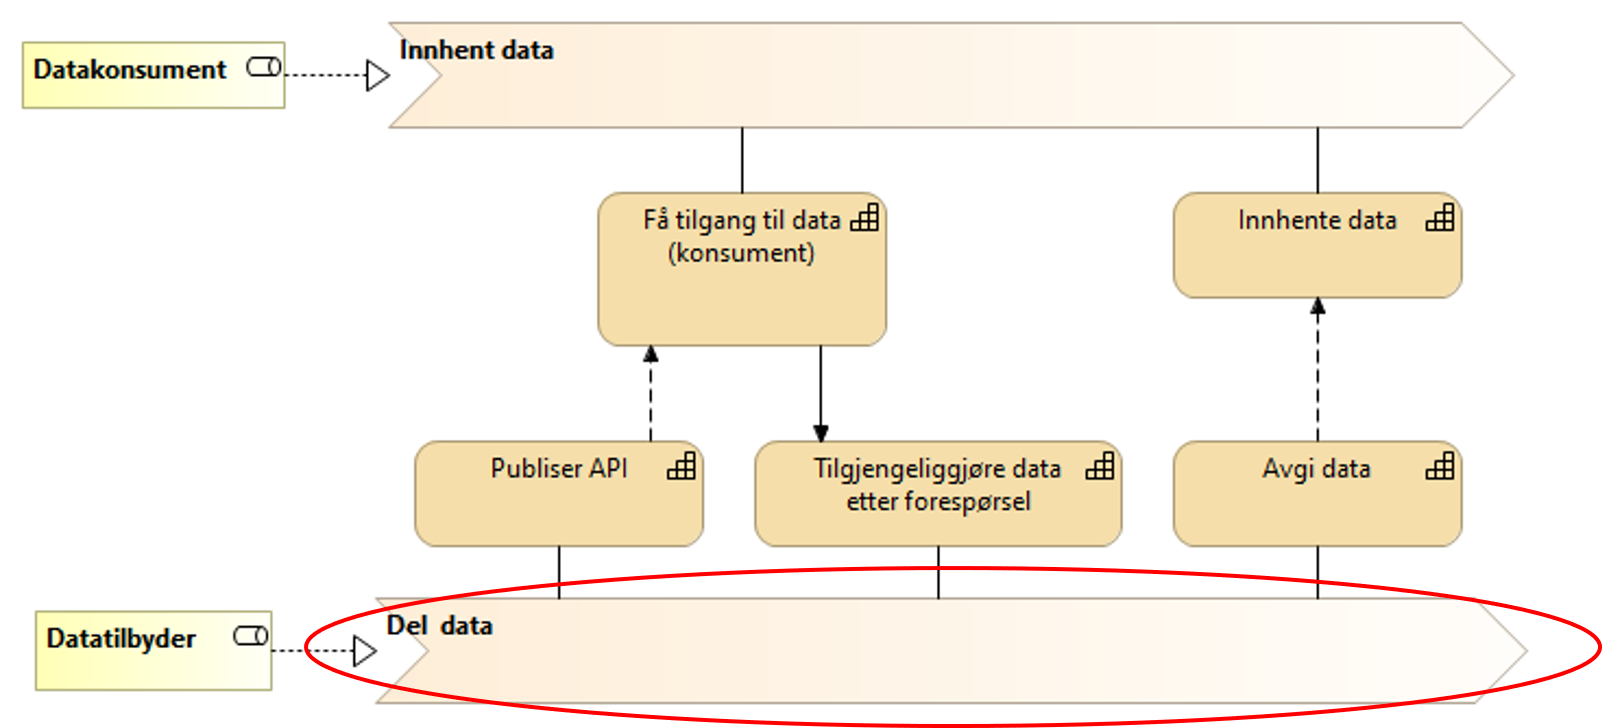 Innhent data
Datakonsument
Få tilgang til data
(konsument)
Innhente data
Publiser API
Tilgjengeliggjøre data
etter forespørsel
Avgi data
Del  data
Datatilbyder